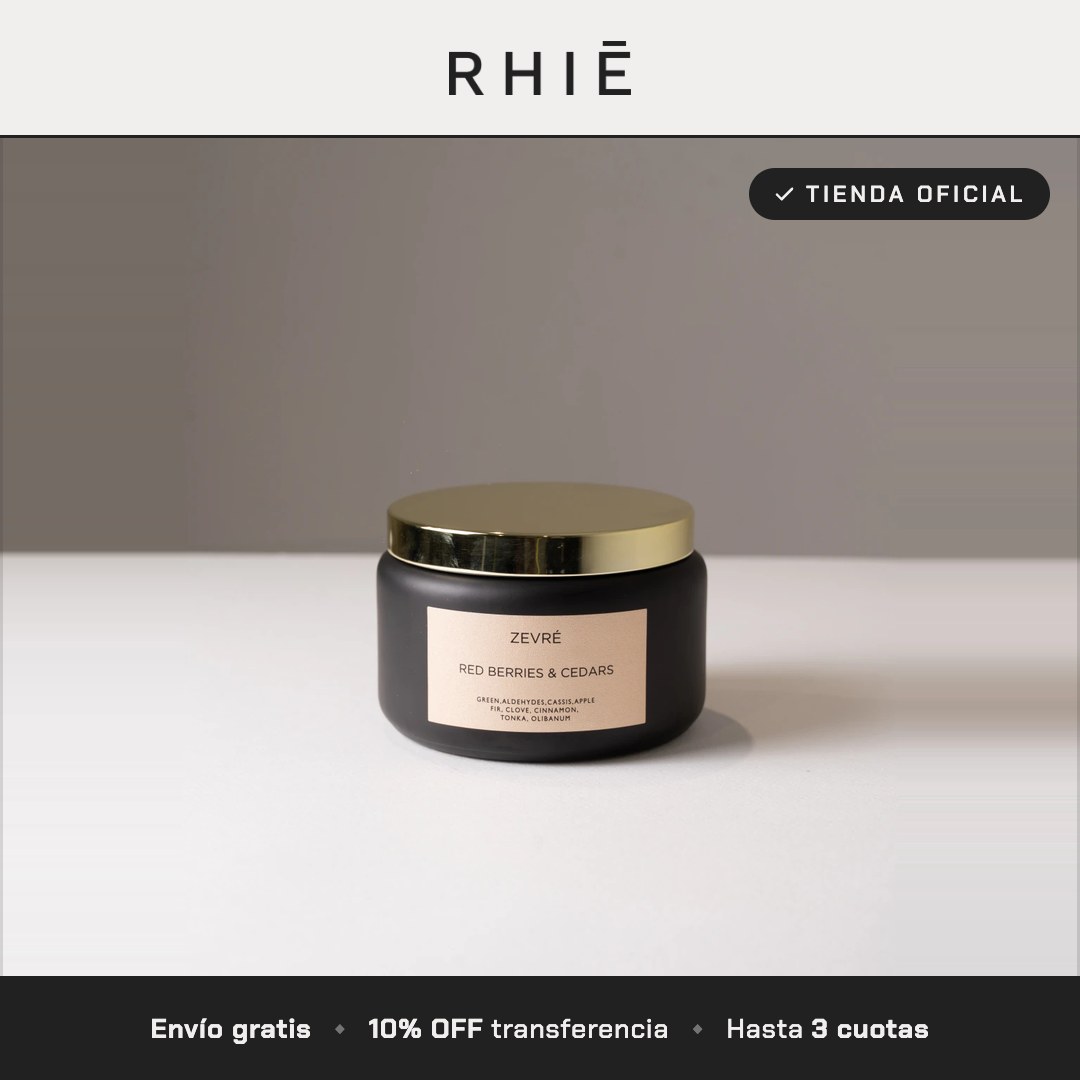 RHIĒ
✓ TIENDA OFICIAL
ZEVRÉ
RED BERRIES & CEDARS
GREEN,ALDEHYDES,CASSIS,APPLE
FIR, CLOVE, CINNAMON,
TONKA, OLIBANUM
Envío gratis ◆ 10% OFF transferencia ◆ Hasta 3 cuotas